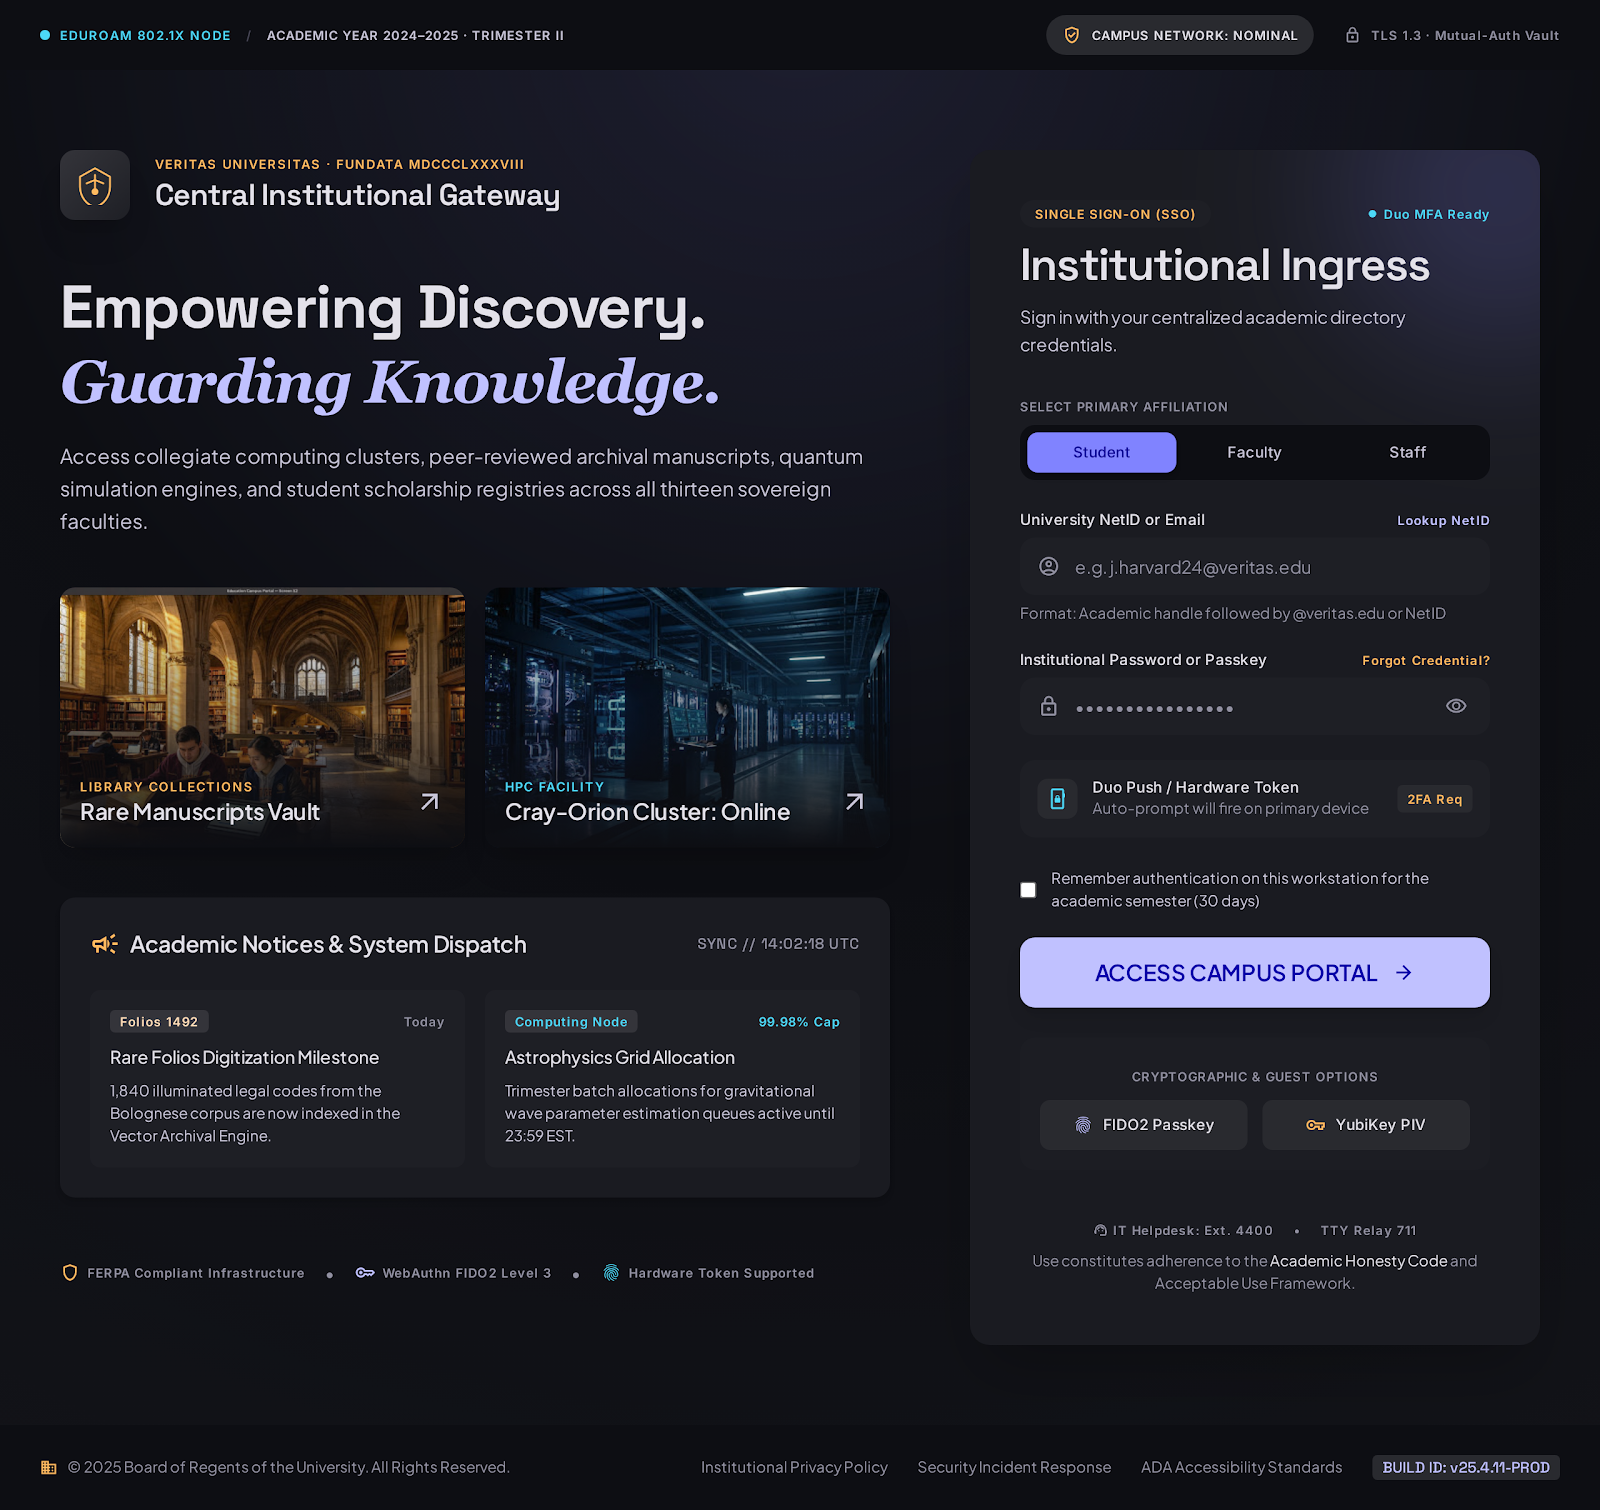 EDUROAM 802.1X NODE / ACADEMIC YEAR 2024–2025 · TRIMESTER II
CAMPUS NETWORK: NOMINAL
TLS 1.3 · Mutual-Auth Vault
VERITAS UNIVERSITAS · FUNDATA MDCCCLXXXVIII
Central Institutional Gateway
Empowering Discovery.
Guarding Knowledge.
Access collegiate computing clusters, peer-reviewed archival manuscripts, quantum
simulation engines, and student scholarship registries across all thirteen sovereign
faculties.
LIBRARY COLLECTIONS
Rare Manuscripts Vault
HPC FACILITY
Cray-Orion Cluster: Online
Academic Notices & System Dispatch
SYNC // 14:02:18 UTC
Folios 1492
Today
Rare Folios Digitization Milestone
1,840 illuminated legal codes from the
Bolognese corpus are now indexed in the
Vector Archival Engine.
Computing Node
99.98% Cap
Astrophysics Grid Allocation
Trimester batch allocations for gravitational
wave parameter estimation queues active until
23:59 EST.
FERPA Compliant Infrastructure • WebAuthn FIDO2 Level 3 • Hardware Token Supported
SINGLE SIGN-ON (SSO)
Duo MFA Ready
Institutional Ingress
Sign in with your centralized academic directory
credentials.
SELECT PRIMARY AFFILIATION
Student
Faculty
Staff
University NetID or Email
Lookup NetID
e.g. j.harvard24@veritas.edu
Format: Academic handle followed by @veritas.edu or NetID
Institutional Password or Passkey
Forgot Credential?
••••••••••••••••
Duo Push / Hardware Token
Auto-prompt will fire on primary device
2FA Req
Remember authentication on this workstation for the
academic semester (30 days)
ACCESS CAMPUS PORTAL →
CRYPTOGRAPHIC & GUEST OPTIONS
FIDO2 Passkey
YubiKey PIV
IT Helpdesk: Ext. 4400 • TTY Relay 711
Use constitutes adherence to the Academic Honesty Code and
Acceptable Use Framework.
© 2025 Board of Regents of the University. All Rights Reserved.
Institutional Privacy Policy
Security Incident Response
ADA Accessibility Standards
BUILD ID: v25.4.11-PROD